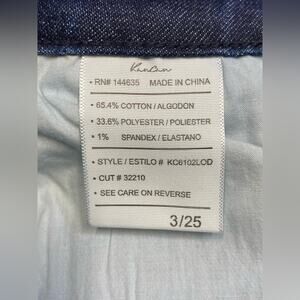 KanCan
• RN# 144635 MADE IN CHINA
• 65.4% COTTON / ALGODON
• 33.6% POLYESTER / POLIESTER
• 1% SPANDEX / ELASTANO
• STYLE / ESTILO # KC6102LOD
• CUT # 32210
• SEE CARE ON REVERSE
3/25